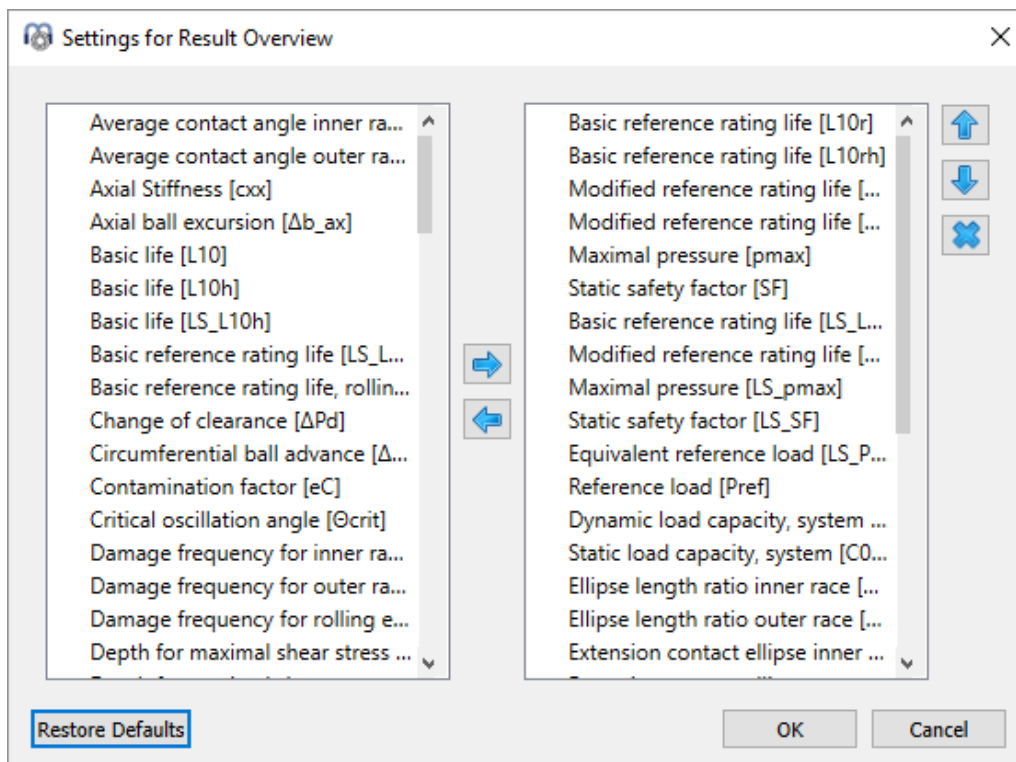 Settings for Result Overview
Average contact angle inner ra...
Average contact angle outer ra...
Axial Stiffness [cxx]
Axial ball excursion [Δb_ax]
Basic life [L10]
Basic life [L10h]
Basic life [LS_L10h]
Basic reference rating life [LS_L...
Basic reference rating life, rollin...
Change of clearance [ΔPd]
Circumferential ball advance [Δ...
Contamination factor [eC]
Critical oscillation angle [Θcrit]
Damage frequency for inner ra...
Damage frequency for outer ra...
Damage frequency for rolling e...
Depth for maximal shear stress ...
Basic reference rating life [L10r]
Basic reference rating life [L10rh]
Modified reference rating life [...
Modified reference rating life [...
Maximal pressure [pmax]
Static safety factor [SF]
Basic reference rating life [LS_L...
Modified reference rating life [...
Maximal pressure [LS_pmax]
Static safety factor [LS_SF]
Equivalent reference load [LS_P...
Reference load [Pref]
Dynamic load capacity, system ...
Static load capacity, system [C0...
Ellipse length ratio inner race [...
Ellipse length ratio outer race [...
Extension contact ellipse inner ...
Restore Defaults
OK
Cancel